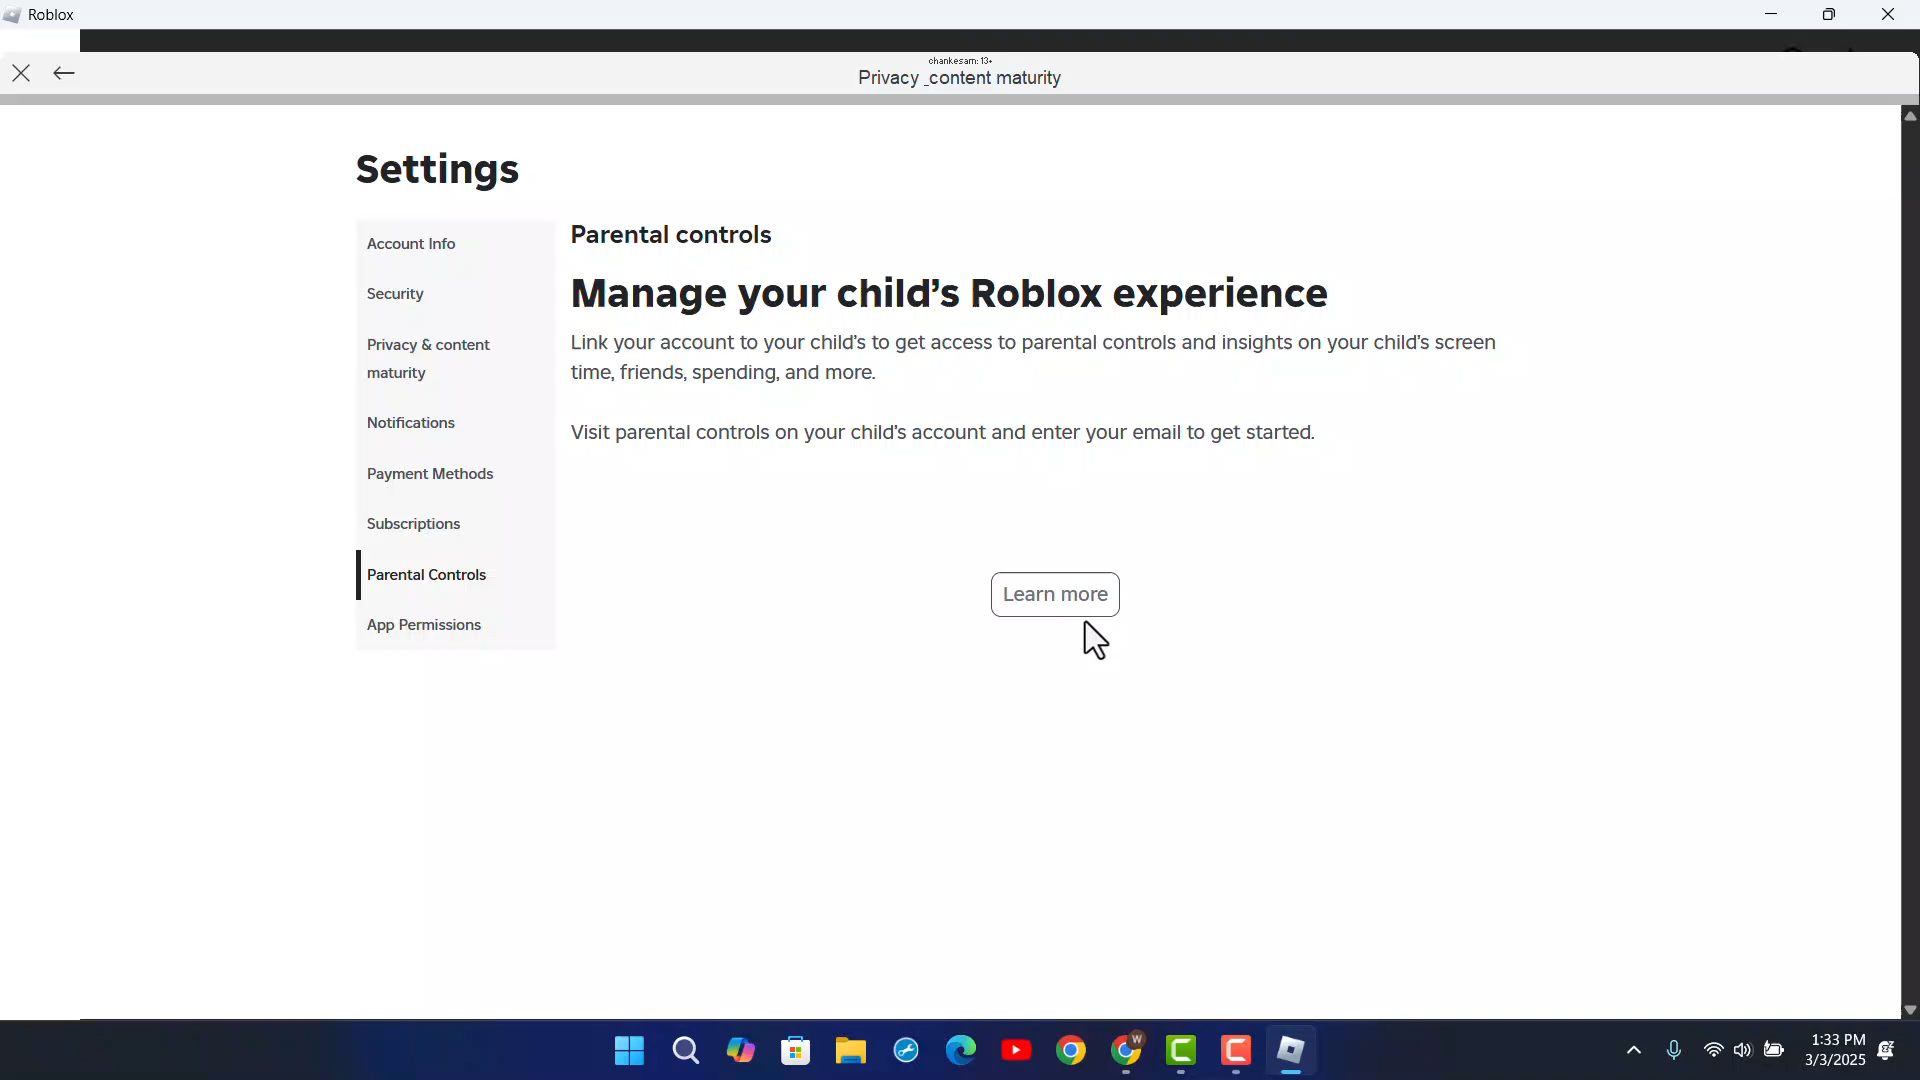 Roblox
chankesam: 13+
Privacy _content maturity
Settings
Account Info
Security
Privacy & content
maturity
Notifications
Payment Methods
Subscriptions
Parental Controls
App Permissions
Parental controls
Manage your child’s Roblox experience
Link your account to your child’s to get access to parental controls and insights on your child’s screen
time, friends, spending, and more.
Visit parental controls on your child’s account and enter your email to get started.
Learn more
W
1:33 PM
3/3/2025